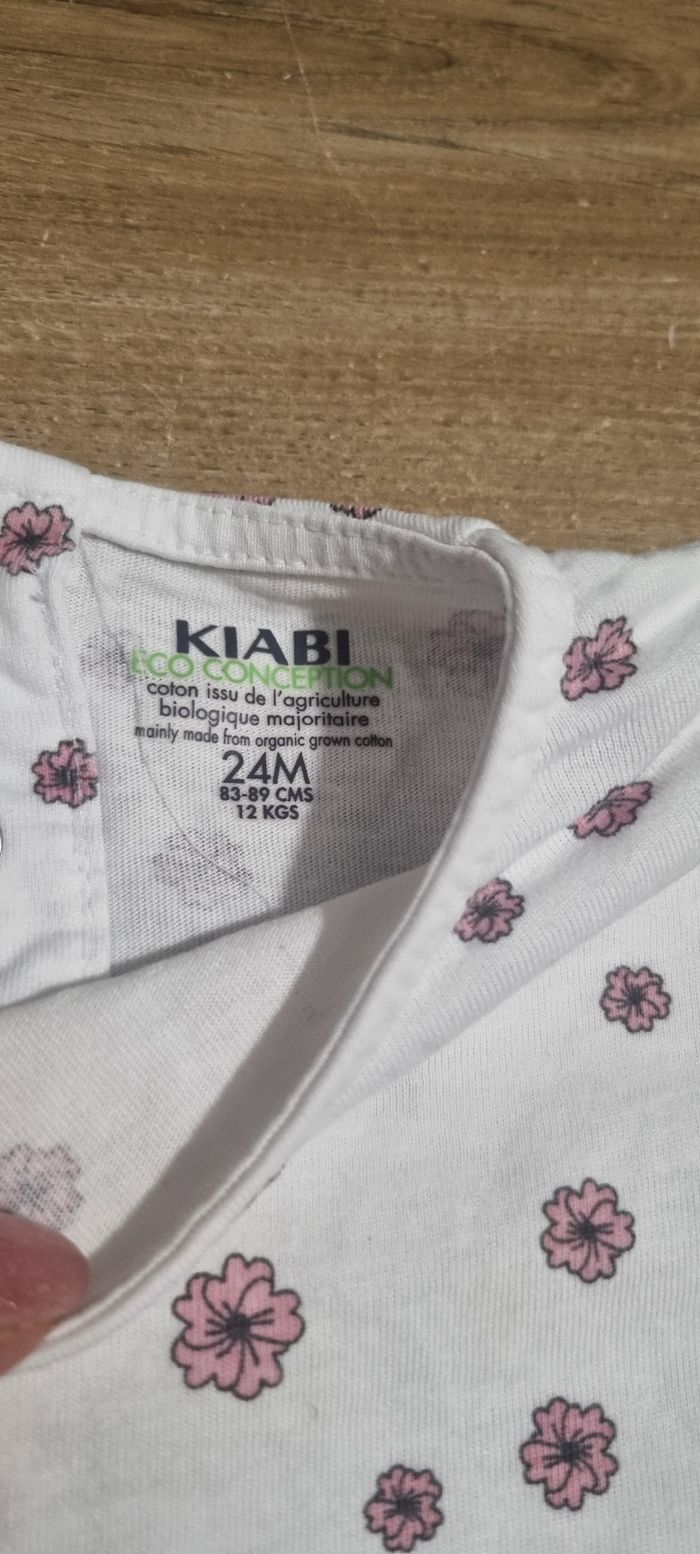 KIABI
ECO CONCEPTION
coton issu de l'agriculture
biologique majoritaire
mainly made from organic grown cotton
24M
83-89 CMS
12 KGS